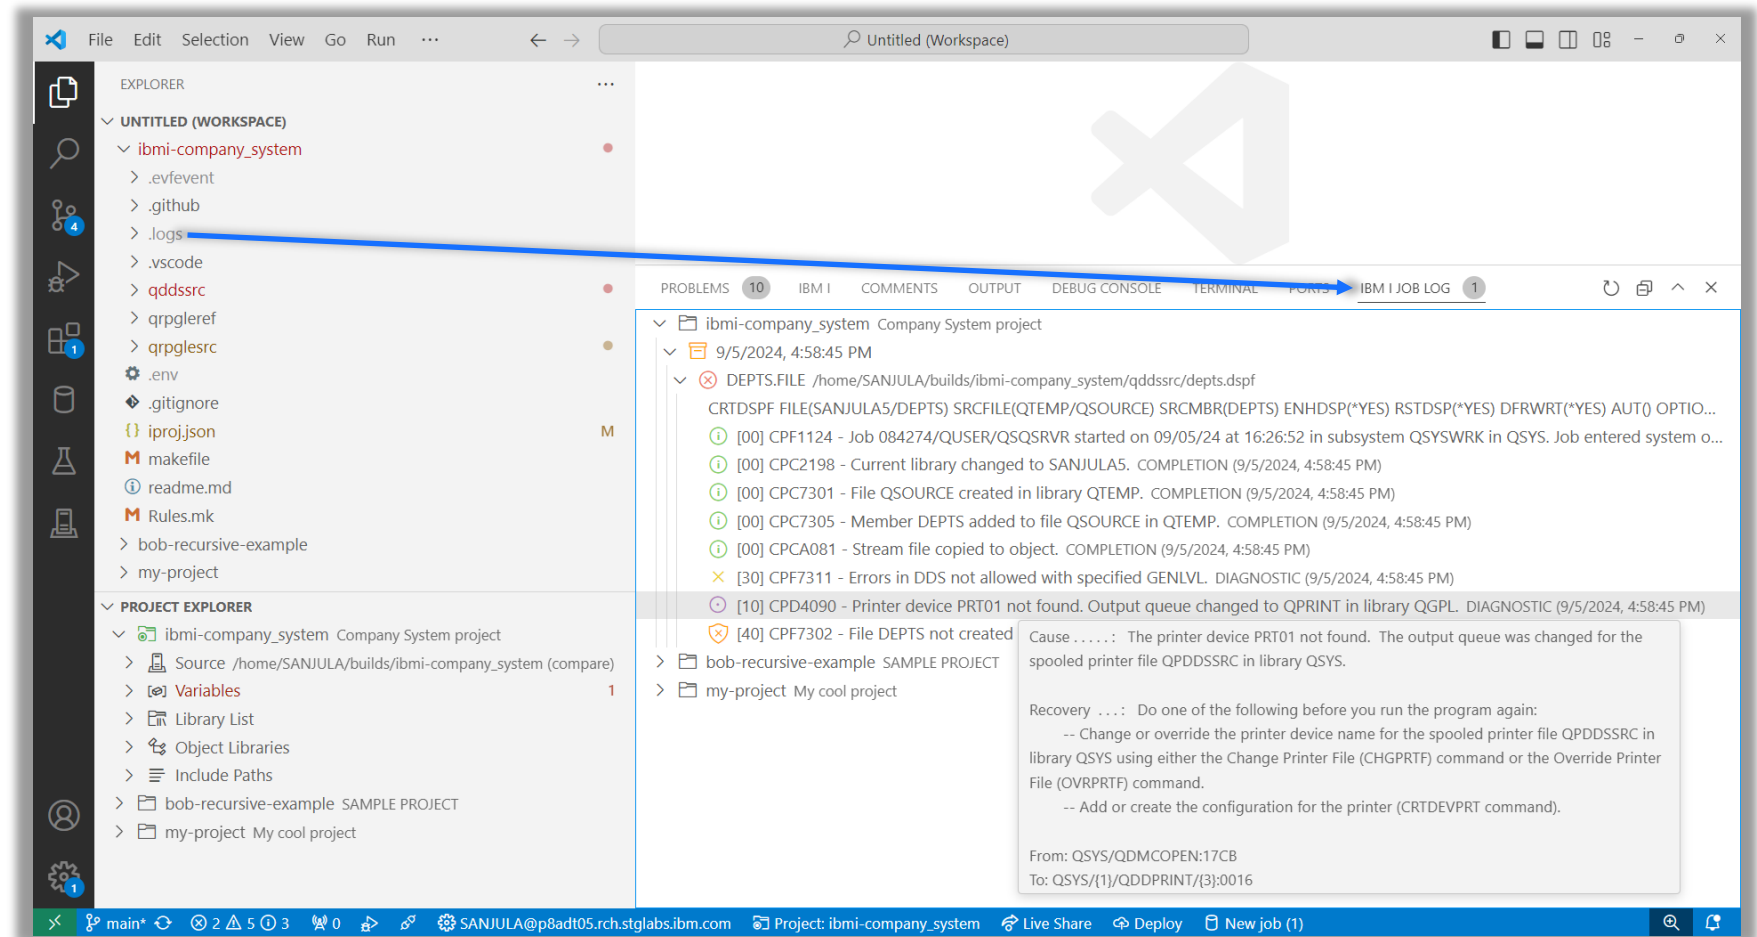 File Edit Selection View Go Run ···
Untitled (Workspace)
EXPLORER
UNTITLED (WORKSPACE)
ibmi-company_system
.evfevent
.github
.logs
.vscode
qddssrc
qrpgleref
qrpglesrc
.env
.gitignore
{} iproj.json M
M makefile
readme.md
M Rules.mk
bob-recursive-example
my-project
4
1
1
PROJECT EXPLORER
ibmi-company_system Company System project
Source /home/SANJULA/builds/ibmi-company_system (compare)
Variables 1
Library List
Object Libraries
Include Paths
bob-recursive-example SAMPLE PROJECT
my-project My cool project
PROBLEMS 10 IBM I COMMENTS OUTPUT DEBUG CONSOLE TERMINAL PORTS IBM I JOB LOG 1
ibmi-company_system Company System project
9/5/2024, 4:58:45 PM
DEPTS.FILE /home/SANJULA/builds/ibmi-company_system/qddssrc/depts.dspf
CRTDSPF FILE(SANJULA5/DEPTS) SRCFILE(QTEMP/QSOURCE) SRCMBR(DEPTS) ENHDSP(*YES) RSTDSP(*YES) DFRWRT(*YES) AUT() OPTIO...
[00] CPF1124 - Job 084274/QUSER/QSQSRVR started on 09/05/24 at 16:26:52 in subsystem QSYSWRK in QSYS. Job entered system o...
[00] CPC2198 - Current library changed to SANJULA5. COMPLETION (9/5/2024, 4:58:45 PM)
[00] CPC7301 - File QSOURCE created in library QTEMP. COMPLETION (9/5/2024, 4:58:45 PM)
[00] CPC7305 - Member DEPTS added to file QSOURCE in QTEMP. COMPLETION (9/5/2024, 4:58:45 PM)
[00] CPCA081 - Stream file copied to object. COMPLETION (9/5/2024, 4:58:45 PM)
[30] CPF7311 - Errors in DDS not allowed with specified GENLVL. DIAGNOSTIC (9/5/2024, 4:58:45 PM)
[10] CPD4090 - Printer device PRT01 not found. Output queue changed to QPRINT in library QGPL. DIAGNOSTIC (9/5/2024, 4:58:45 PM)
[40] CPF7302 - File DEPTS not created
bob-recursive-example SAMPLE PROJECT
my-project My cool project
Cause . . . . . : The printer device PRT01 not found. The output queue was changed for the
spooled printer file QPDDSSRC in library QSYS.
Recovery . . . : Do one of the following before you run the program again:
-- Change or override the printer device name for the spooled printer file QPDDSSRC in
library QSYS using either the Change Printer File (CHGPRTF) command or the Override Printer
File (OVRPRTF) command.
-- Add or create the configuration for the printer (CRTDEVPRT command).
From: QSYS/QDMCOPEN:17CB
To: QSYS/{1}/QDDPRINT/{3}:0016
main* 2 5 3 0 SANJULA@p8adt05.rch.stglabs.ibm.com Project: ibmi-company_system Live Share Deploy New job (1)